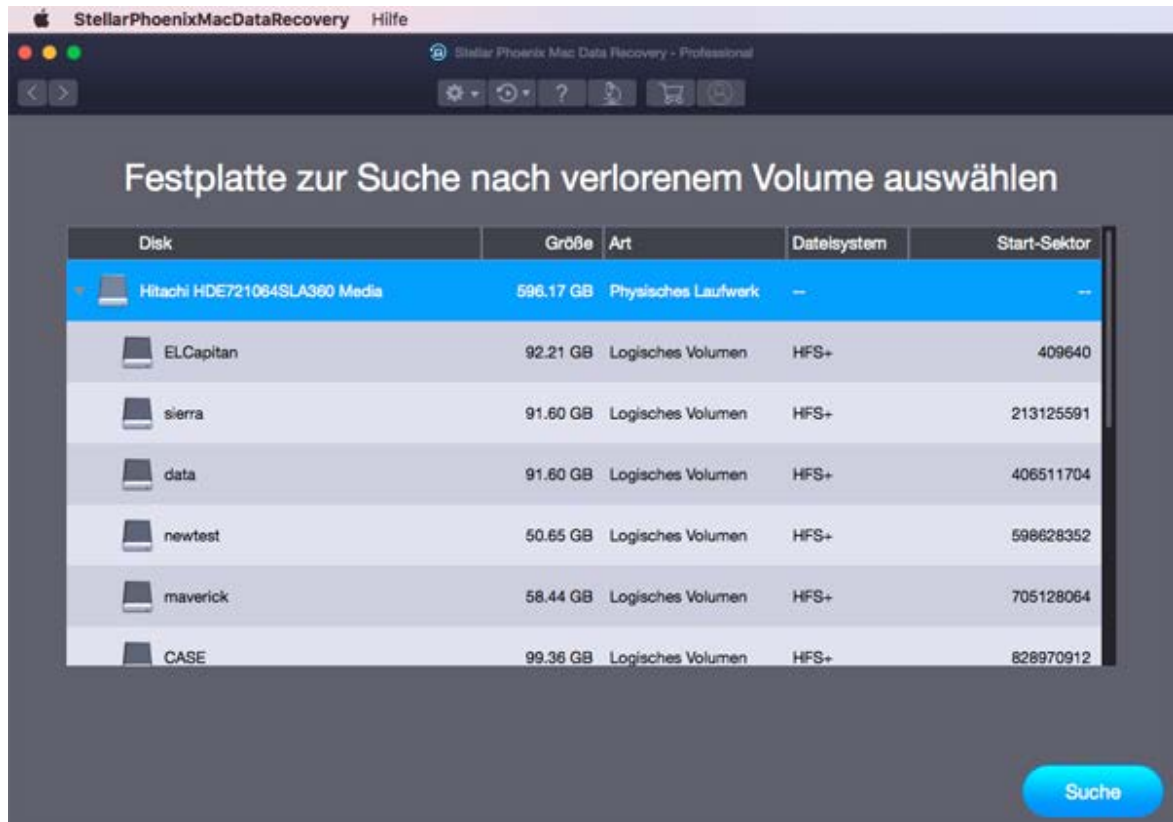 StellarPhoenixMacDataRecovery Hilfe
Stellar Phoenix Mac Data Recovery - Professional
Festplatte zur Suche nach verlorenem Volume auswählen
Disk Größe Art Dateisystem Start-Sektor
Hitachi HDE721064SLA360 Media 596.17 GB Physisches Laufwerk -- --
ELCapitan 92.21 GB Logisches Volumen HFS+ 409640
sierra 91.60 GB Logisches Volumen HFS+ 213125591
data 91.60 GB Logisches Volumen HFS+ 406511704
newtest 50.65 GB Logisches Volumen HFS+ 598628352
maverick 58.44 GB Logisches Volumen HFS+ 705128064
CASE 99.36 GB Logisches Volumen HFS+ 828970912
Suche